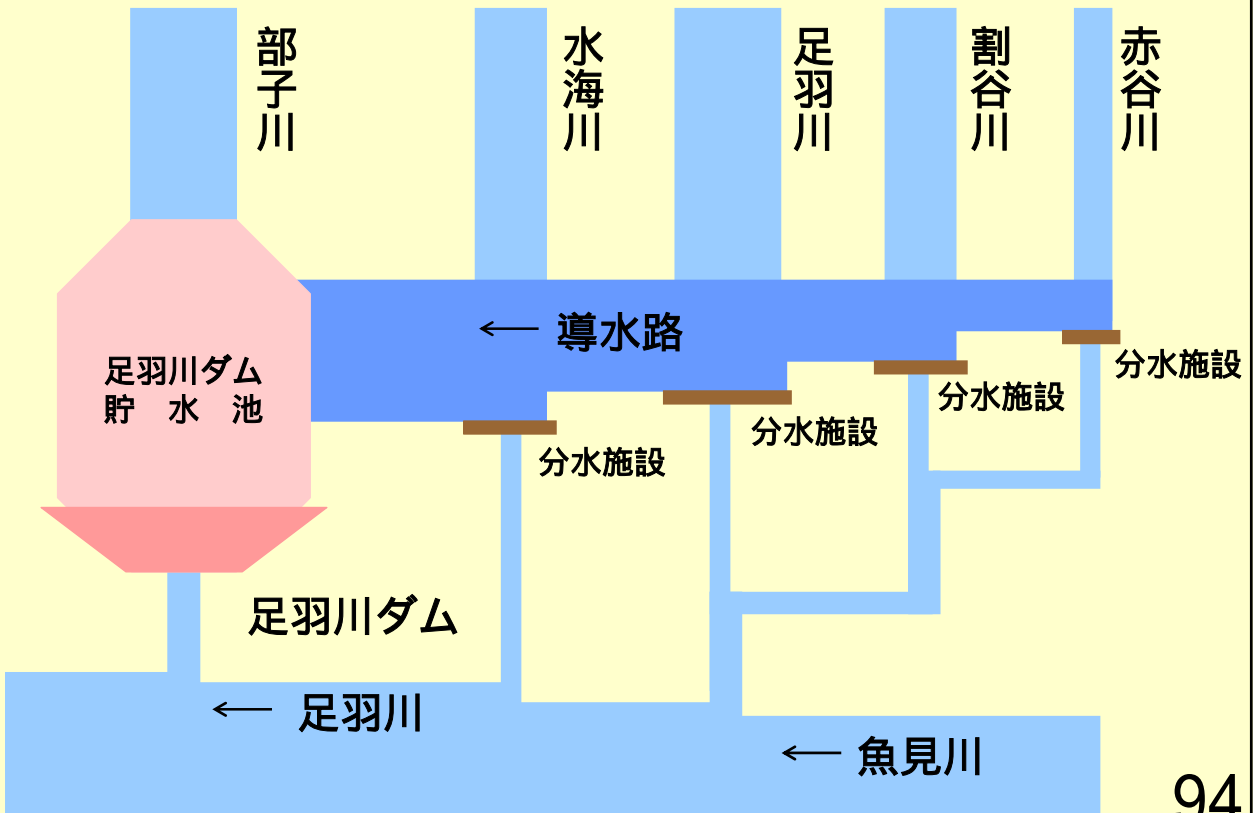 部子川
水海川
足羽川
割谷川
赤谷川
← 導水路
足羽川ダム
貯 水 池
分水施設
分水施設
分水施設
分水施設
足羽川ダム
← 足羽川
← 魚見川
94